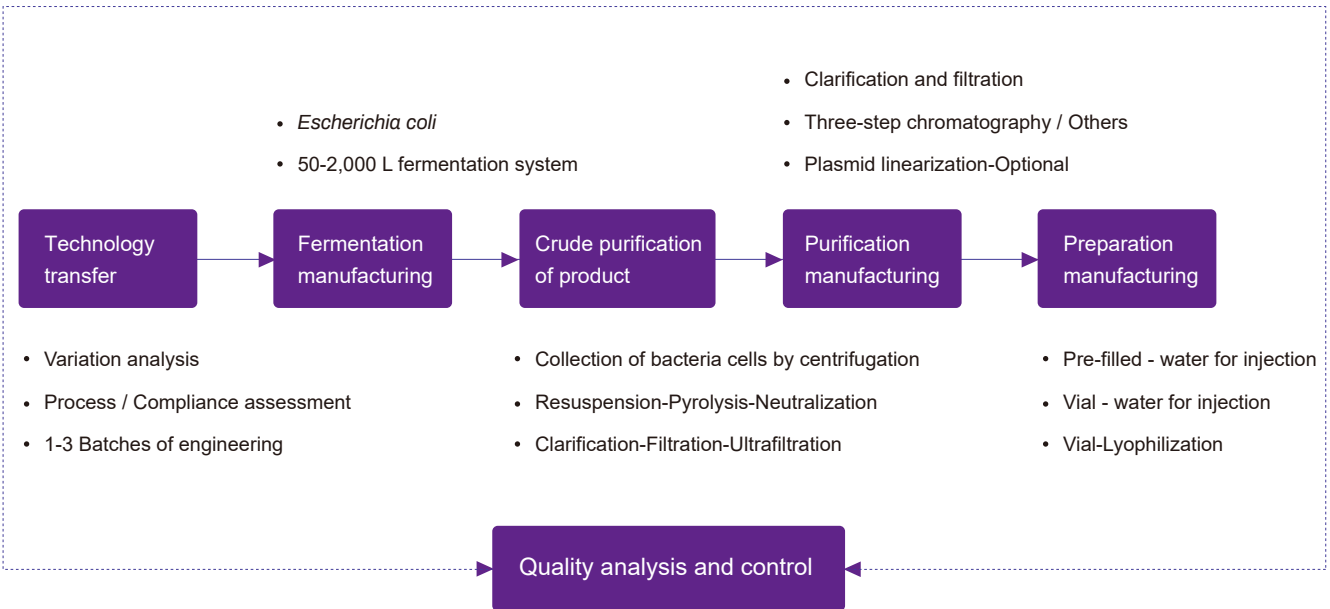 • Clarification and filtration
• Escherichia coli
• Three-step chromatography / Others
• 50-2,000 L fermentation system
• Plasmid linearization-Optional
Technology
transfer
Fermentation
manufacturing
Crude purification
of product
Purification
manufacturing
Preparation
manufacturing
• Variation analysis
• Process / Compliance assessment
• 1-3 Batches of engineering
• Collection of bacteria cells by centrifugation
• Resuspension-Pyrolysis-Neutralization
• Clarification-Filtration-Ultrafiltration
• Pre-filled - water for injection
• Vial - water for injection
• Vial-Lyophilization
Quality analysis and control